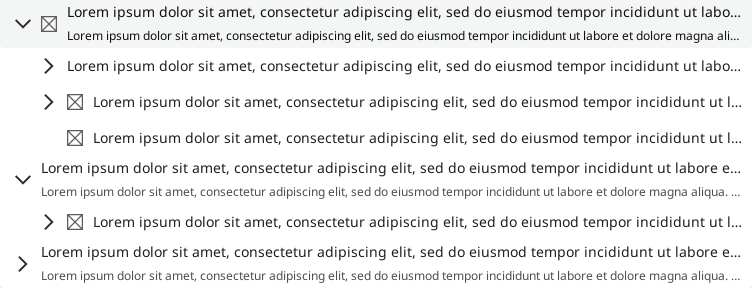 Lorem ipsum dolor sit amet, consectetur adipiscing elit, sed do eiusmod tempor incididunt ut labo...
Lorem ipsum dolor sit amet, consectetur adipiscing elit, sed do eiusmod tempor incididunt ut labore et dolore magna ali...
Lorem ipsum dolor sit amet, consectetur adipiscing elit, sed do eiusmod tempor incididunt ut labo...
Lorem ipsum dolor sit amet, consectetur adipiscing elit, sed do eiusmod tempor incididunt ut l...
Lorem ipsum dolor sit amet, consectetur adipiscing elit, sed do eiusmod tempor incididunt ut l...
Lorem ipsum dolor sit amet, consectetur adipiscing elit, sed do eiusmod tempor incididunt ut labore e...
Lorem ipsum dolor sit amet, consectetur adipiscing elit, sed do eiusmod tempor incididunt ut labore et dolore magna aliqua. ...
Lorem ipsum dolor sit amet, consectetur adipiscing elit, sed do eiusmod tempor incididunt ut l...
Lorem ipsum dolor sit amet, consectetur adipiscing elit, sed do eiusmod tempor incididunt ut labore e...
Lorem ipsum dolor sit amet, consectetur adipiscing elit, sed do eiusmod tempor incididunt ut labore et dolore magna aliqua. ...